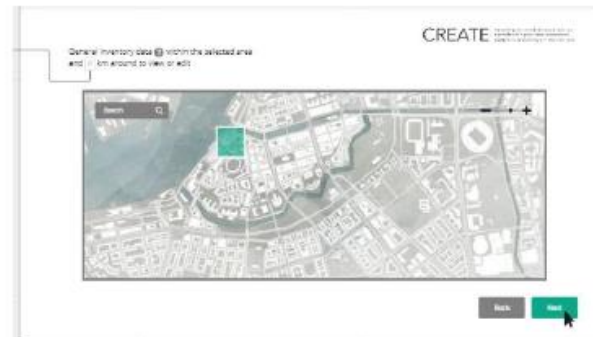 CREATE
General inventory data within the selected area
and km around to view or edit
Search
Back
Next